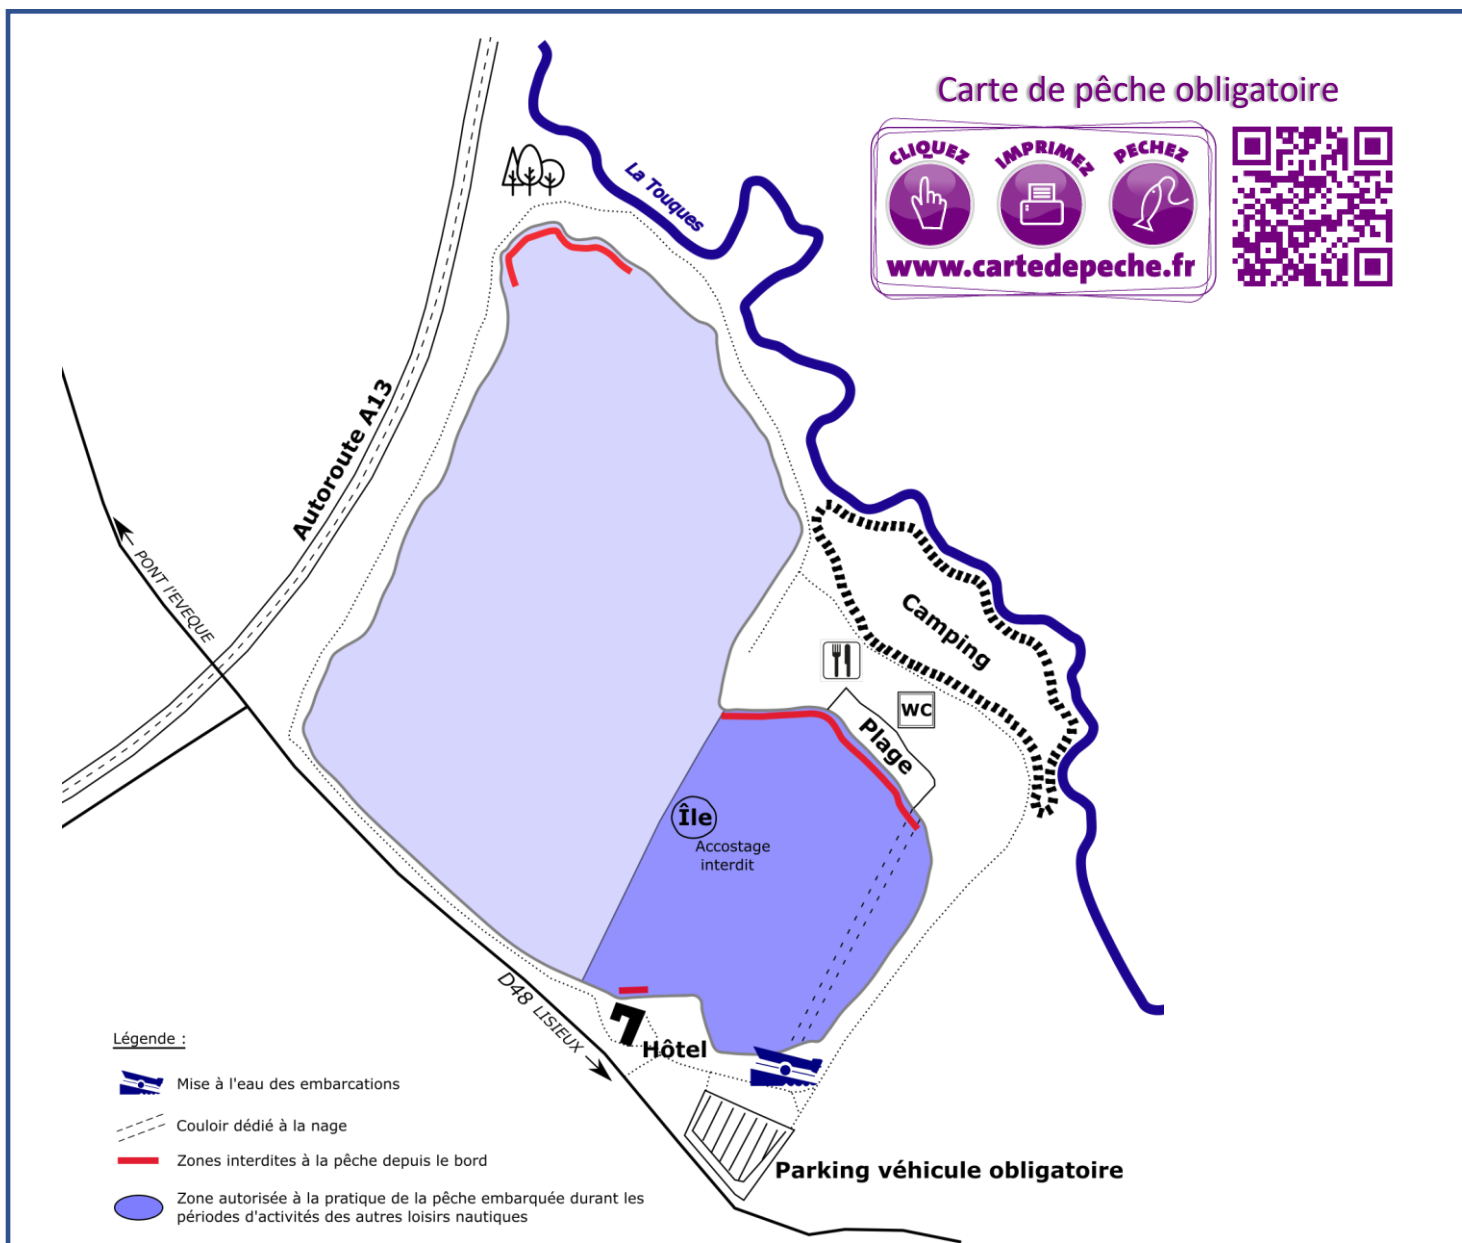 Carte de pêche obligatoire
CLIQUEZ
IMPRIMEZ
PECHEZ
www.cartedepeche.fr
La Touques
Autoroute A13
PONT l'EVEQUE
Camping
WC
Plage
Île
Accostage
interdit
D48 LISIEUX
Hôtel
Parking véhicule obligatoire
Légende :
Mise à l'eau des embarcations
Couloir dédié à la nage
Zones interdites à la pêche depuis le bord
Zone autorisée à la pratique de la pêche embarquée durant les
périodes d'activités des autres loisirs nautiques